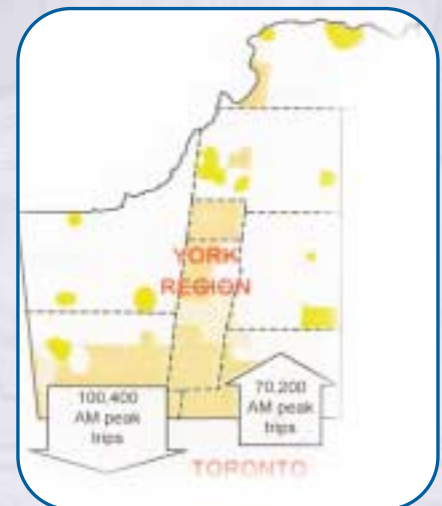 YORK
REGION
100,400
AM peak
trips
70,200
AM peak
trips
TORONTO